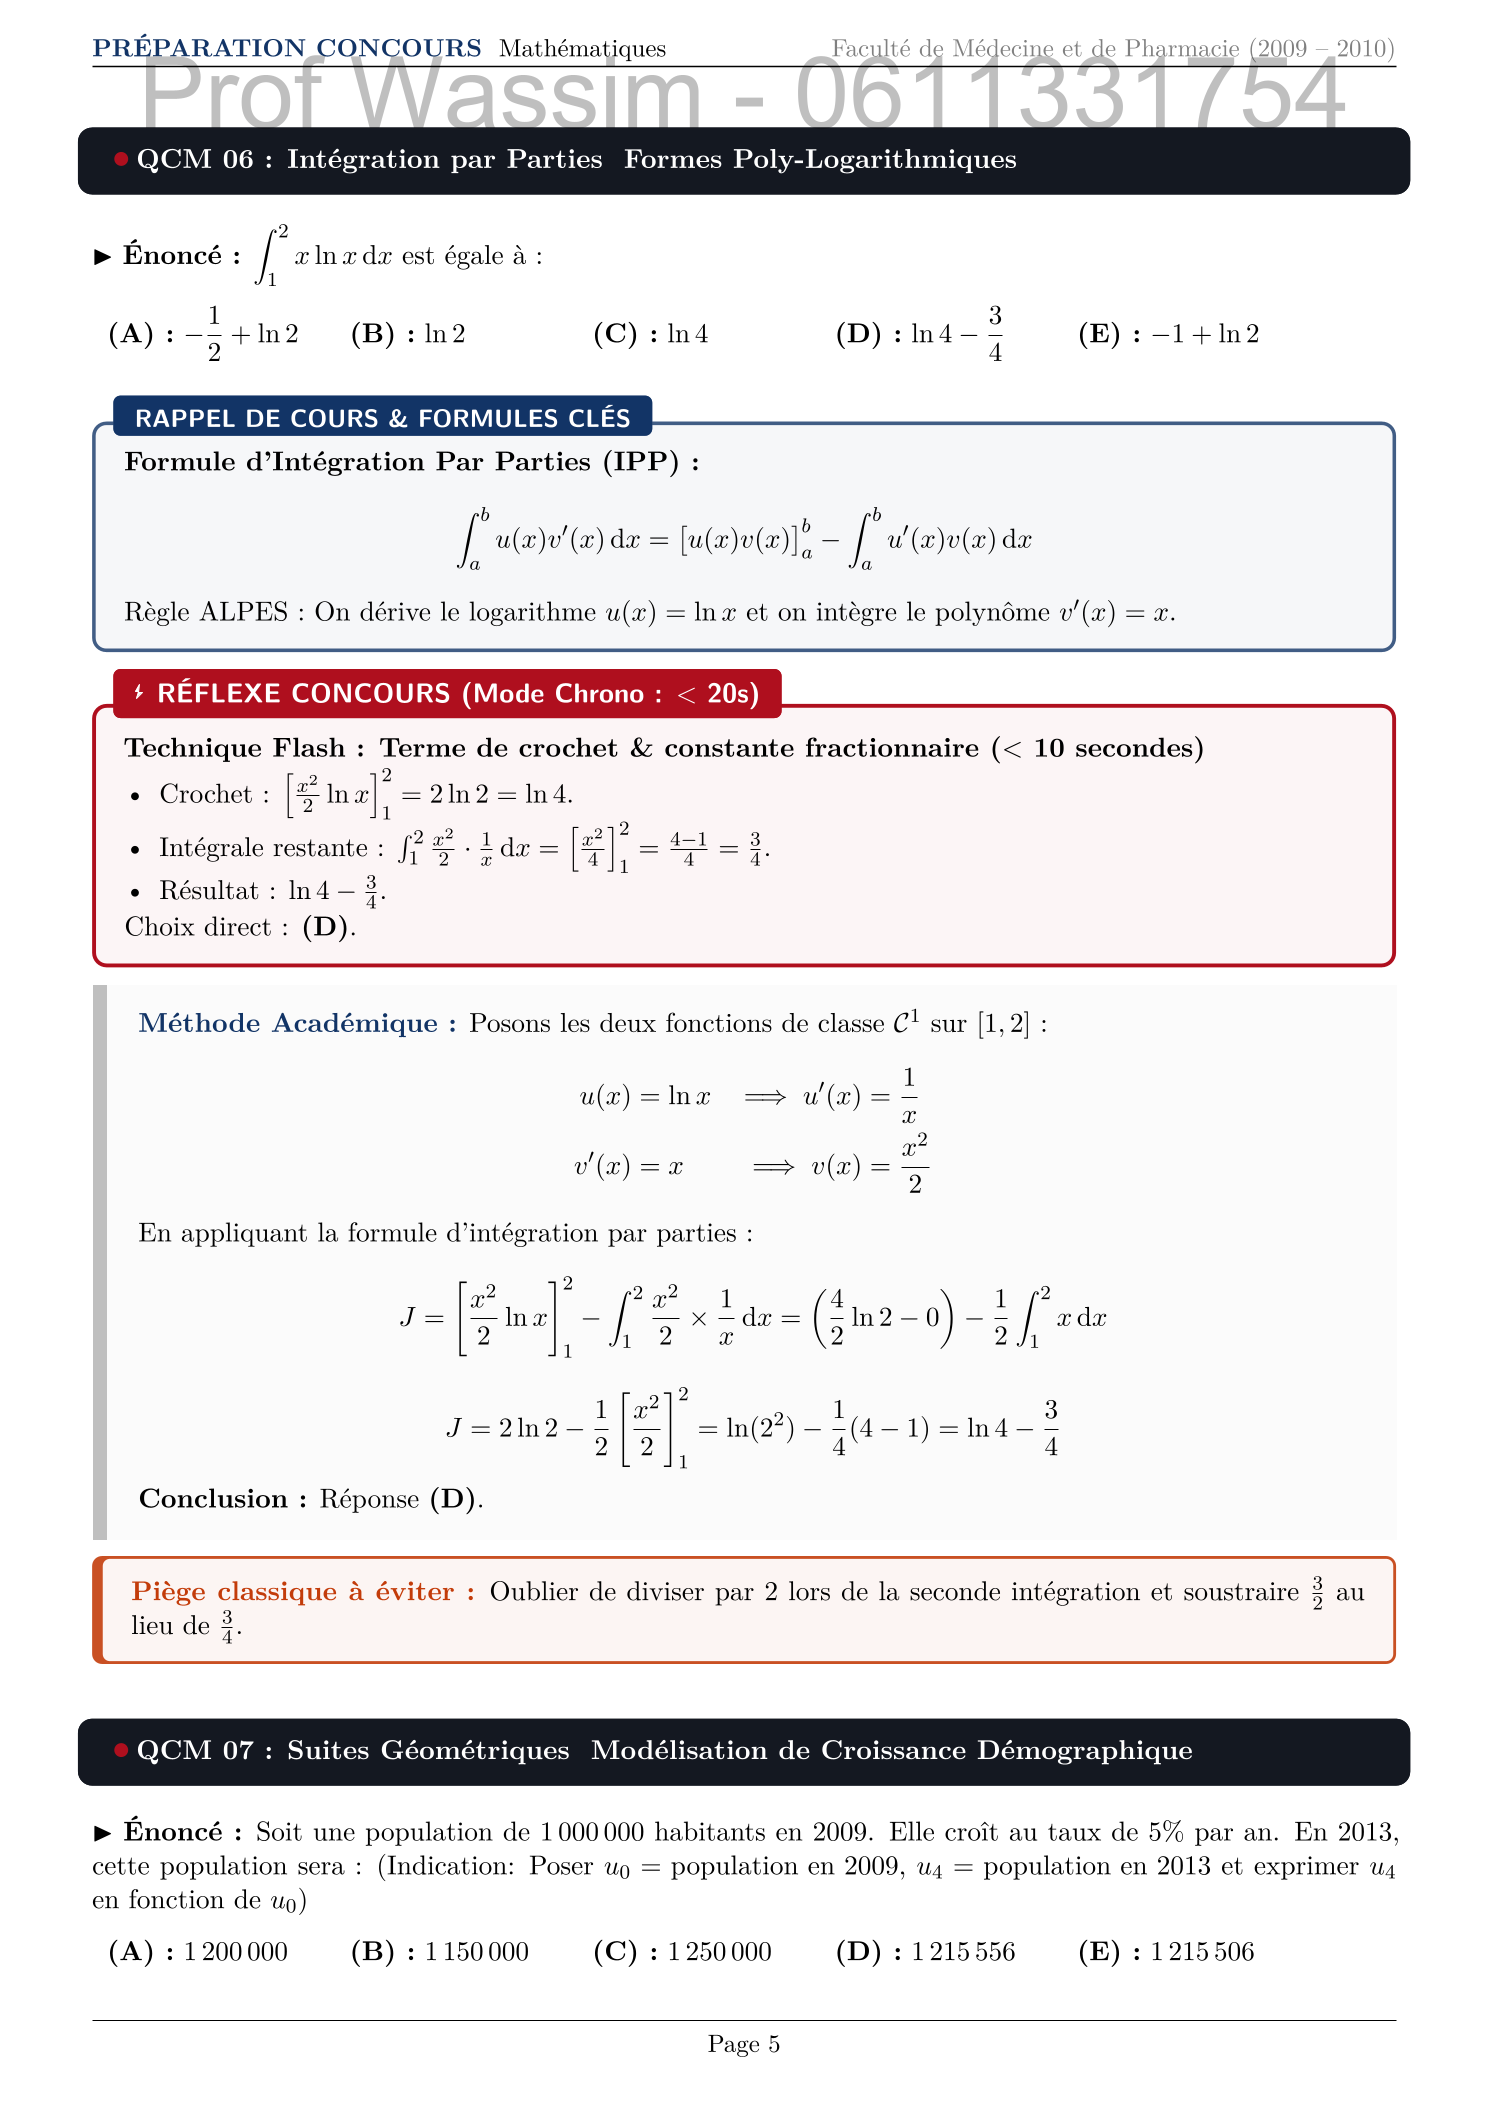 PRÉPARATION CONCOURS Mathématiques Faculté de Médecine et de Pharmacie (2009 – 2010)
Prof Wassim - 0611331754
QCM 06 : Intégration par Parties Formes Poly-Logarithmiques
► Énoncé : ∫₁² x ln x dx est égale à :
(A) : −1/2 + ln 2 (B) : ln 2 (C) : ln 4 (D) : ln 4 − 3/4 (E) : −1 + ln 2
RAPPEL DE COURS & FORMULES CLÉS
Formule d'Intégration Par Parties (IPP) :
∫ₐᵇ u(x)v′(x) dx = [u(x)v(x)]ₐᵇ − ∫ₐᵇ u′(x)v(x) dx
Règle ALPES : On dérive le logarithme u(x) = ln x et on intègre le polynôme v′(x) = x.
RÉFLEXE CONCOURS (Mode Chrono : < 20s)
Technique Flash : Terme de crochet & constante fractionnaire (< 10 secondes)
• Crochet : [x²/2 ln x]₁² = 2 ln 2 = ln 4.
• Intégrale restante : ∫₁² x²/2 · 1/x dx = [x²/4]₁² = (4−1)/4 = 3/4.
• Résultat : ln 4 − 3/4.
Choix direct : (D).
Méthode Académique : Posons les deux fonctions de classe 𝒞¹ sur [1, 2] :
u(x) = ln x ⟹ u′(x) = 1/x
v′(x) = x ⟹ v(x) = x²/2
En appliquant la formule d'intégration par parties :
J = [x²/2 ln x]₁² − ∫₁² x²/2 × 1/x dx = (4/2 ln 2 − 0) − 1/2 ∫₁² x dx
J = 2 ln 2 − 1/2 [x²/2]₁² = ln(2²) − 1/4(4 − 1) = ln 4 − 3/4
Conclusion : Réponse (D).
Piège classique à éviter : Oublier de diviser par 2 lors de la seconde intégration et soustraire 3/2 au
lieu de 3/4.
QCM 07 : Suites Géométriques Modélisation de Croissance Démographique
► Énoncé : Soit une population de 1 000 000 habitants en 2009. Elle croît au taux de 5% par an. En 2013,
cette population sera : (Indication: Poser u₀ = population en 2009, u₄ = population en 2013 et exprimer u₄
en fonction de u₀)
(A) : 1 200 000 (B) : 1 150 000 (C) : 1 250 000 (D) : 1 215 556 (E) : 1 215 506
Page 5